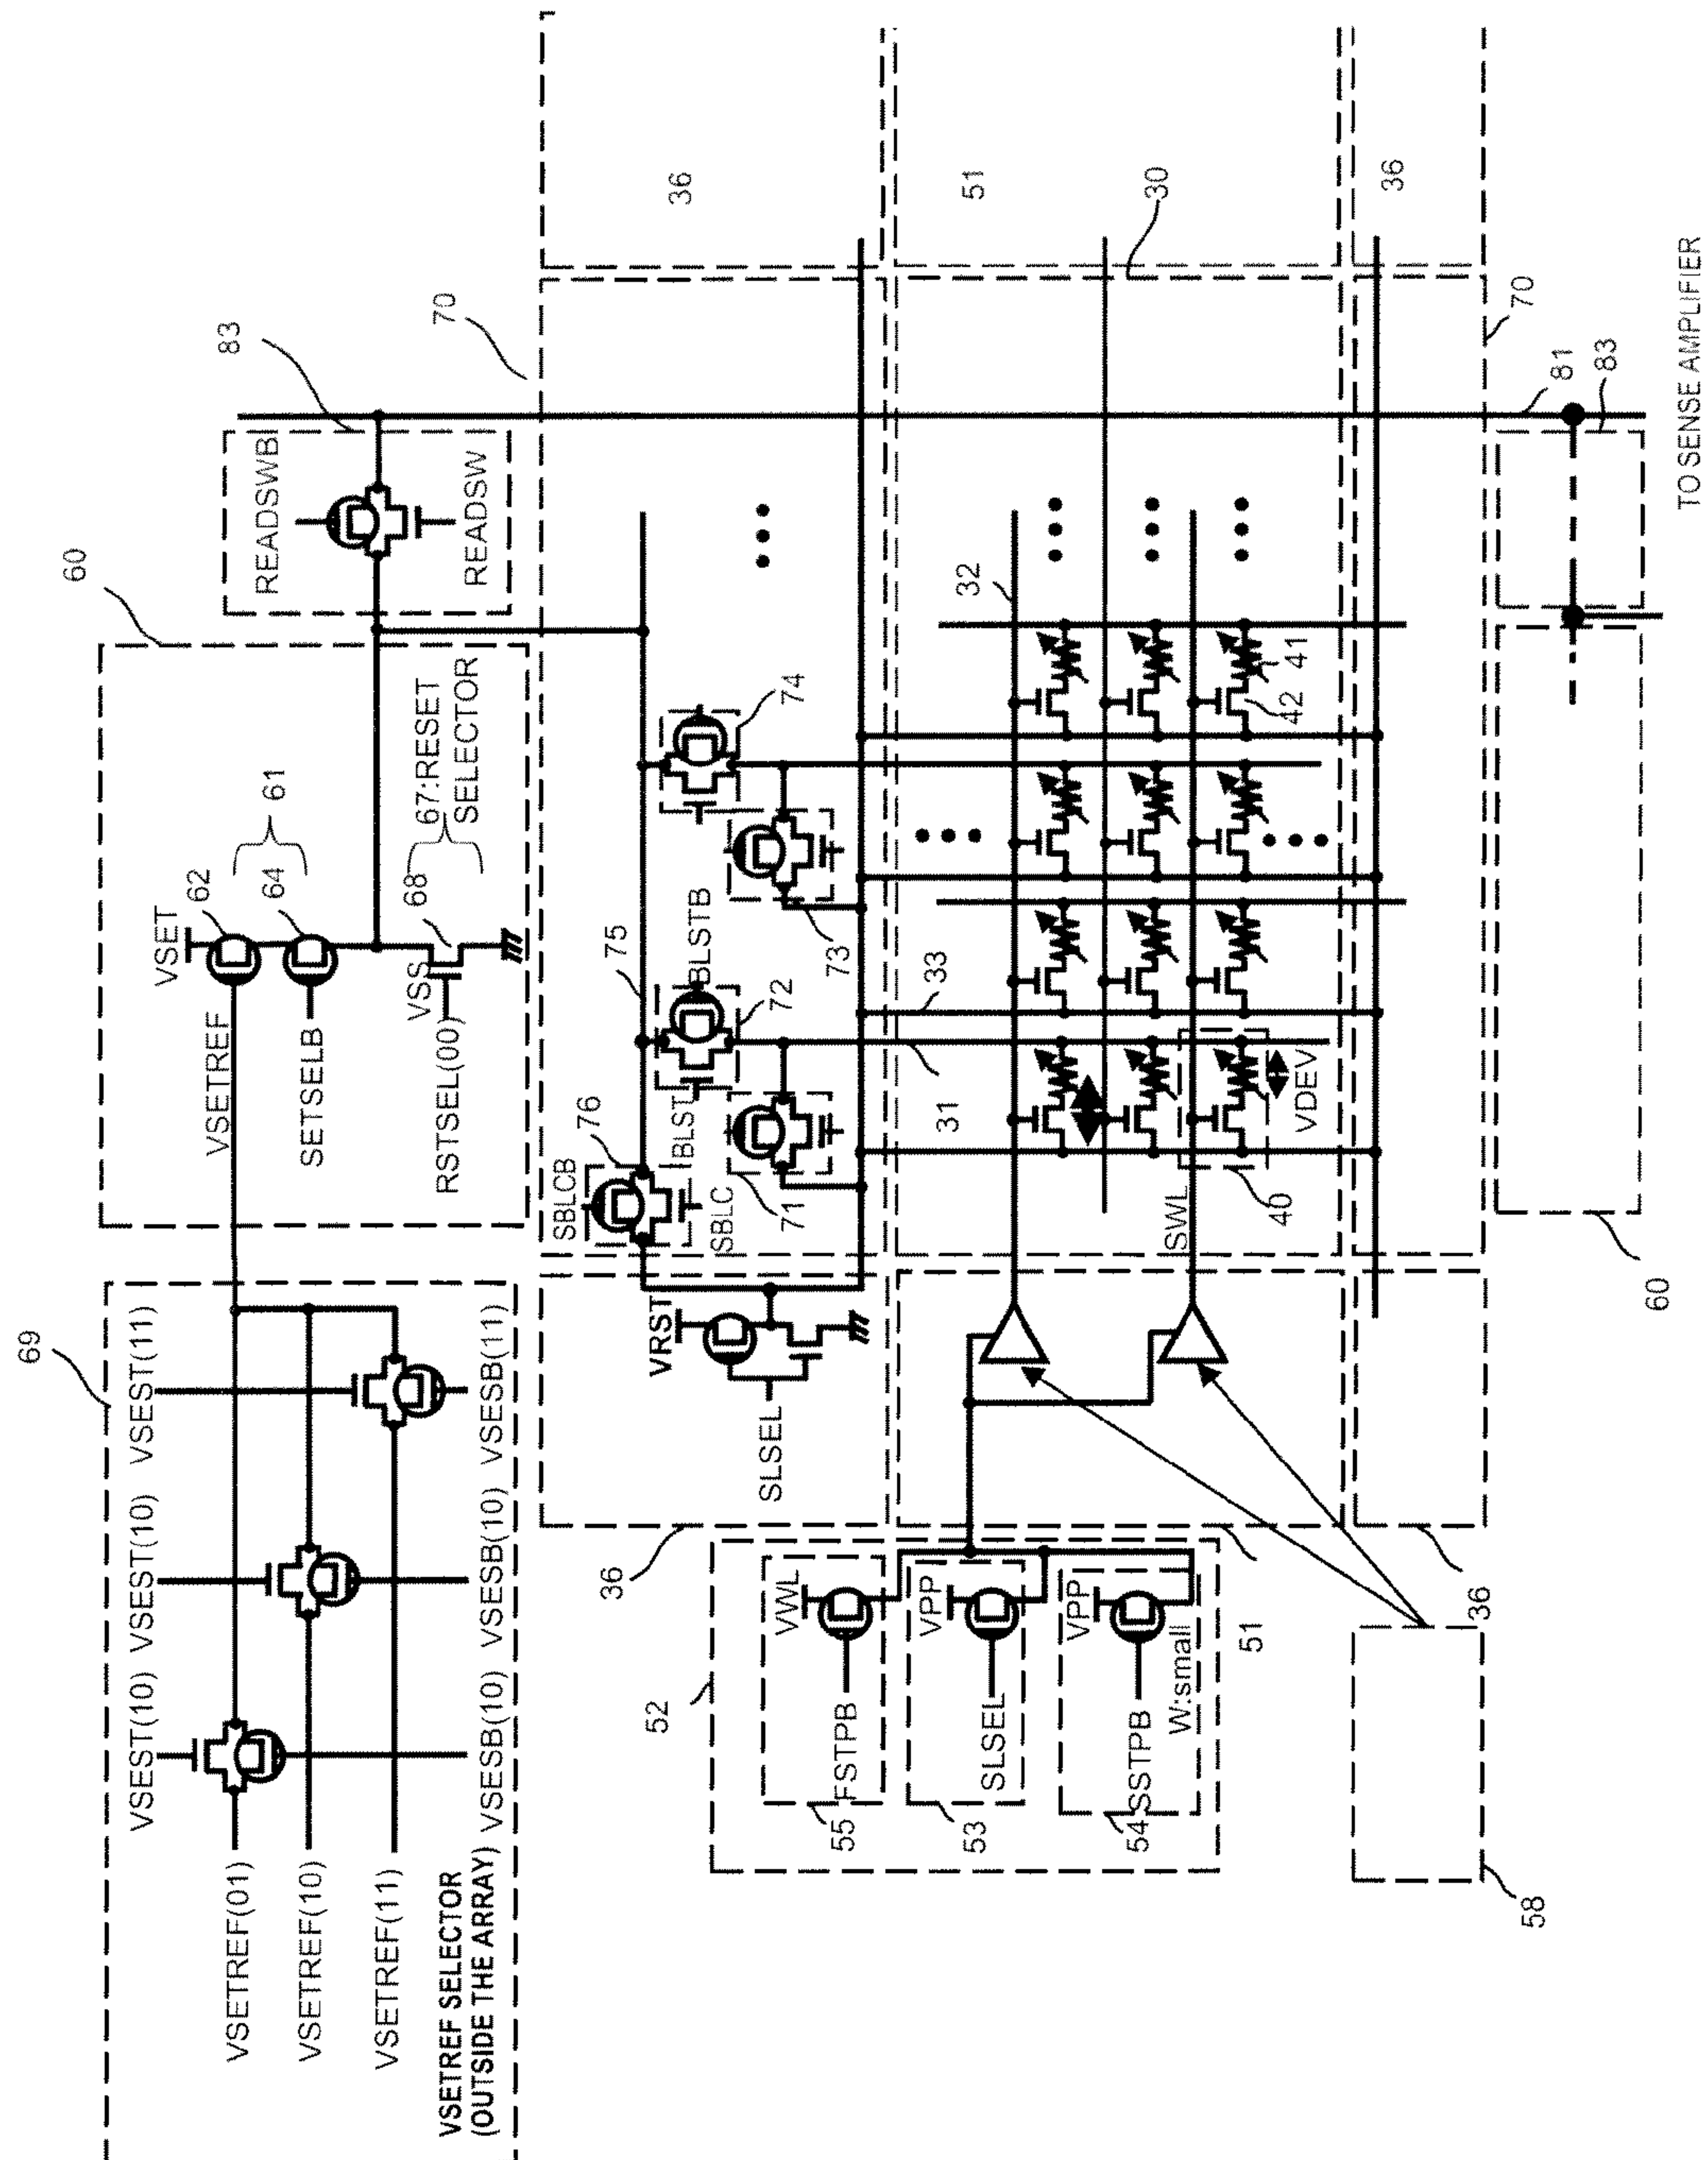 69
VSEST(10)
VSEST(10)
VSEST(11)
VSETREF(01)
VSETREF(10)
VSETREF(11)
VSESB(10)
VSESB(10)
VSESB(11)
VSETREF SELECTOR
(OUTSIDE THE ARRAY)
60
VSET
62
64
61
VSETREF
SETSELB
VSS
68
67:RESET
SELECTOR
RSTSEL(00)
83
READSWB
READSW
70
36
VRST
SLSEL
SBLCB
76
75
SBLC
BLST
BLSTB
72
71
73
74
36
52
VWL
FSTPB
55
VPP
SLSEL
53
VPP
SSTPB
W:small
54
51
31
33
32
51
30
SWL
40
VDEV
42
41
36
36
58
60
70
81
83
TO SENSE AMPLIFIER